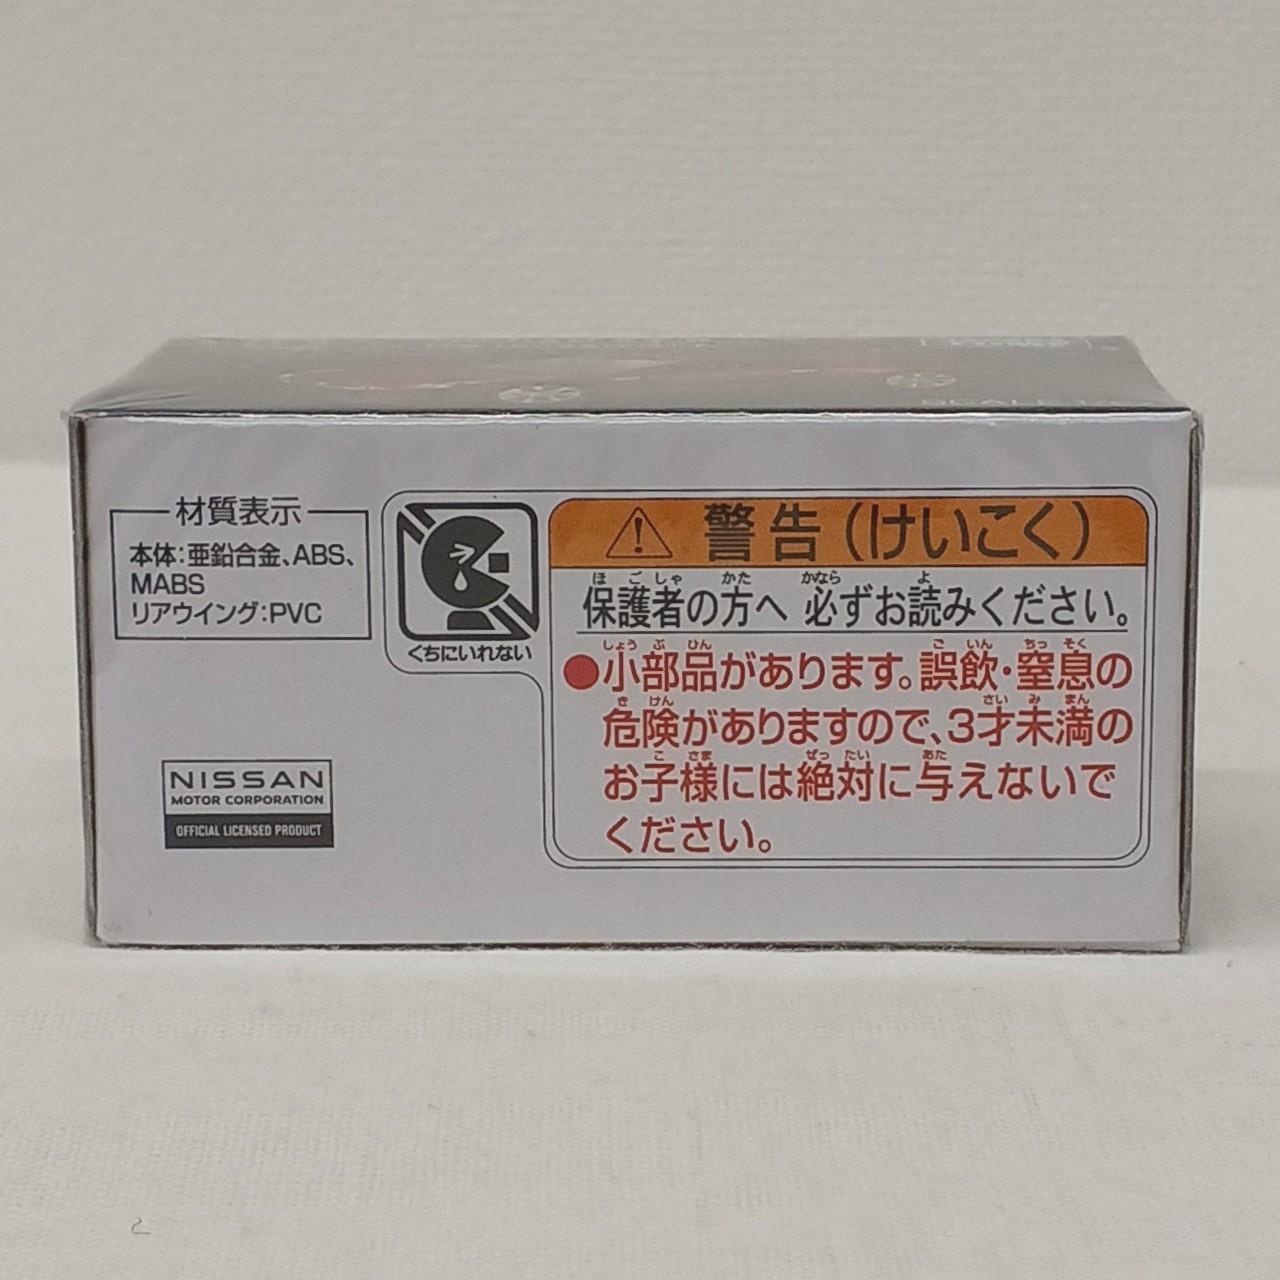 材質表示
本体:亜鉛合金、ABS、
MABS
リアウイング:PVC
くちにいれない
警告(けいこく)
保護者の方へ 必ずお読みください。
ほごしゃ かた かなら よ
●小部品があります。誤飲・窒息の
しょうぶひん ごいん ちっそく
危険がありますので、3才未満の
きけん さいみまん
お子様には絶対に与えないで
こさま ぜったい あた
ください。
NISSAN
MOTOR CORPORATION
OFFICIAL LICENSED PRODUCT